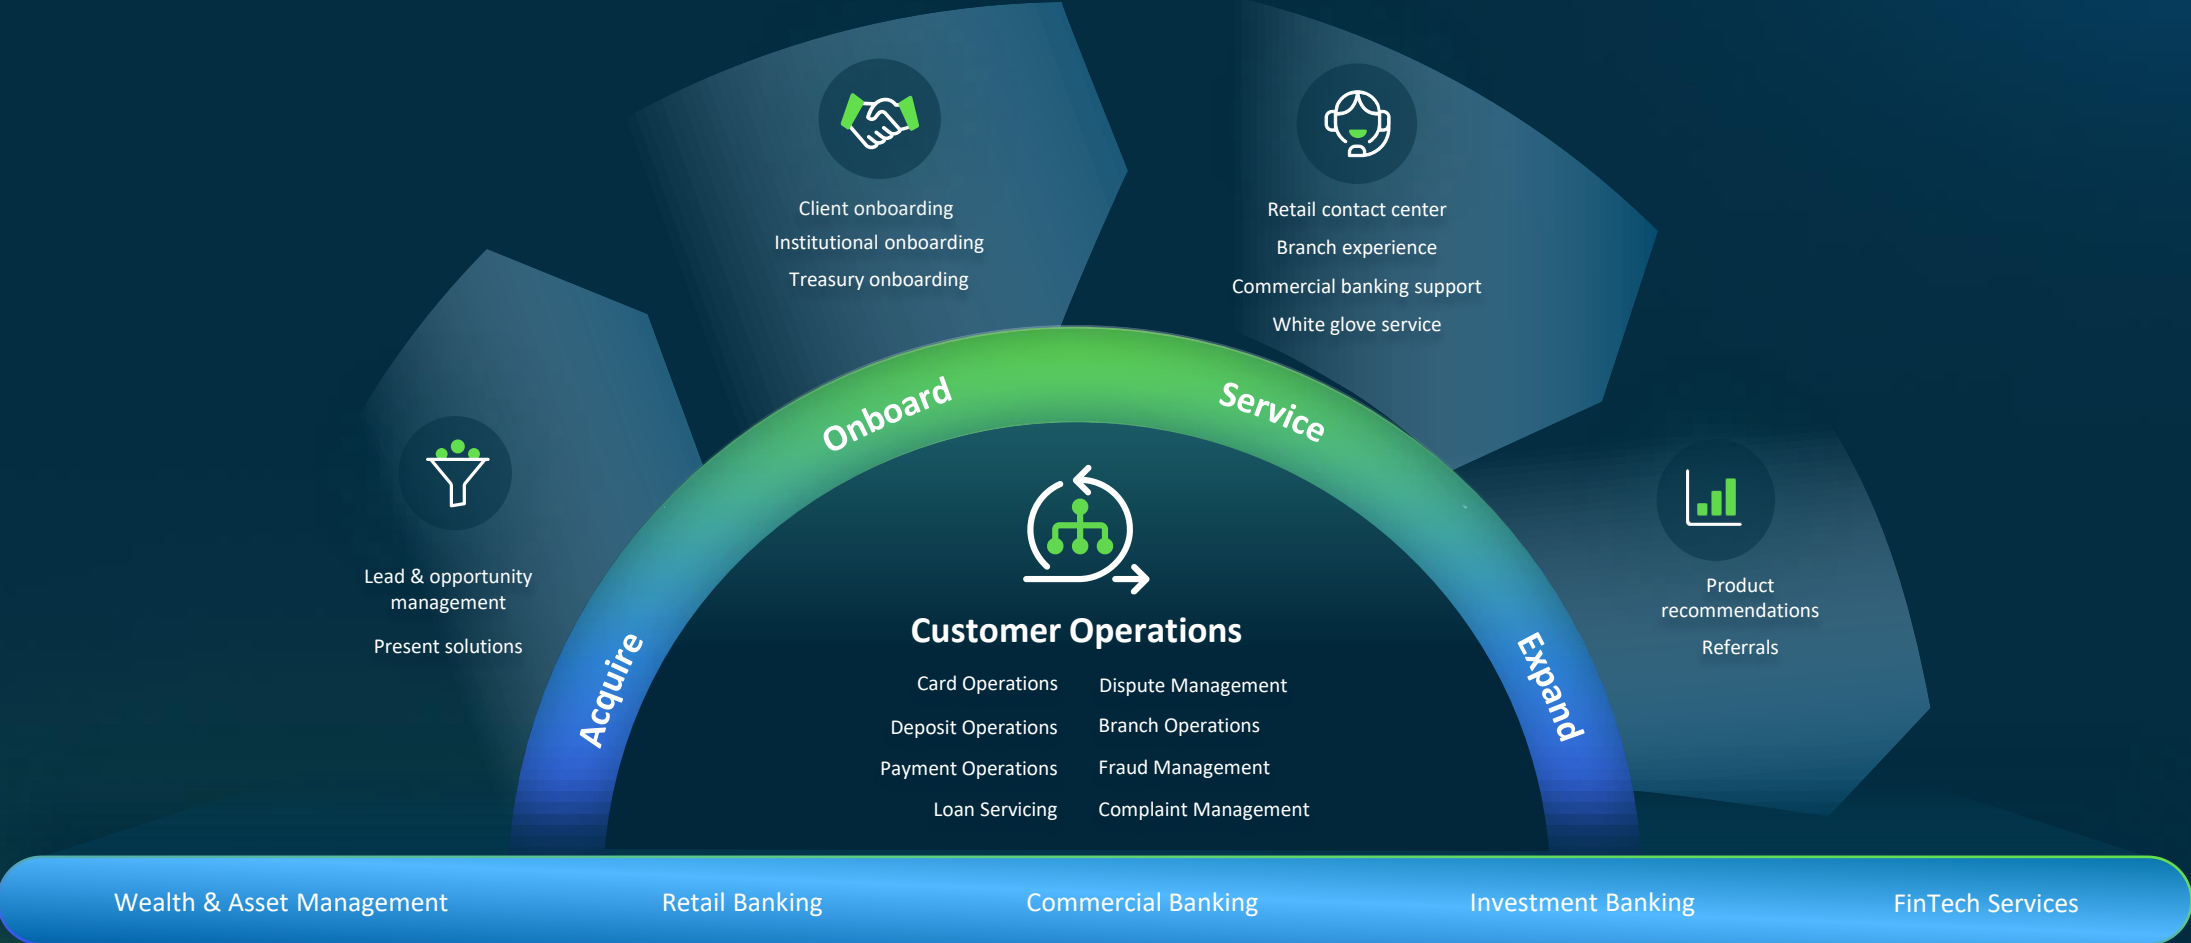 Client onboarding
Institutional onboarding
Treasury onboarding
Retail contact center
Branch experience
Commercial banking support
White glove service
Lead & opportunity
management
Present solutions
Product
recommendations
Referrals
Acquire
Onboard
Service
Expand
Customer Operations
Card Operations
Deposit Operations
Payment Operations
Loan Servicing
Dispute Management
Branch Operations
Fraud Management
Complaint Management
Wealth & Asset Management
Retail Banking
Commercial Banking
Investment Banking
FinTech Services